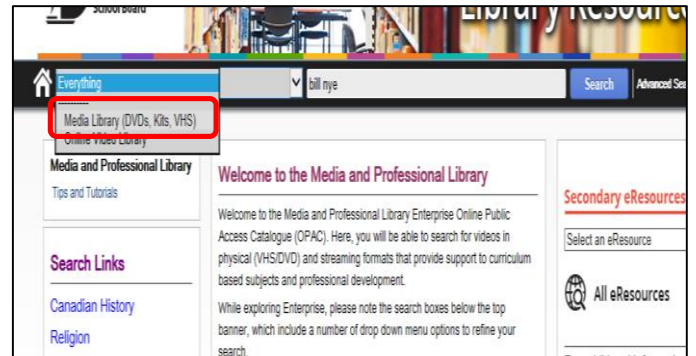 School Board
Library Resource
Everything
bill nye
Search
Advanced Sea
----------
Media Library (DVDs, Kits, VHS)
Online Video Library
Media and Professional Library
Tips and Tutorials
Search Links
Canadian History
Religion
Welcome to the Media and Professional Library
Welcome to the Media and Professional Library Enterprise Online Public
Access Catalogue (OPAC). Here, you will be able to search for videos in
physical (VHS/DVD) and streaming formats that provide support to curriculum
based subjects and professional development.
While exploring Enterprise, please note the search boxes below the top
banner, which include a number of drop down menu options to refine your
search.
Secondary eResources
Select an eResource
All eResources